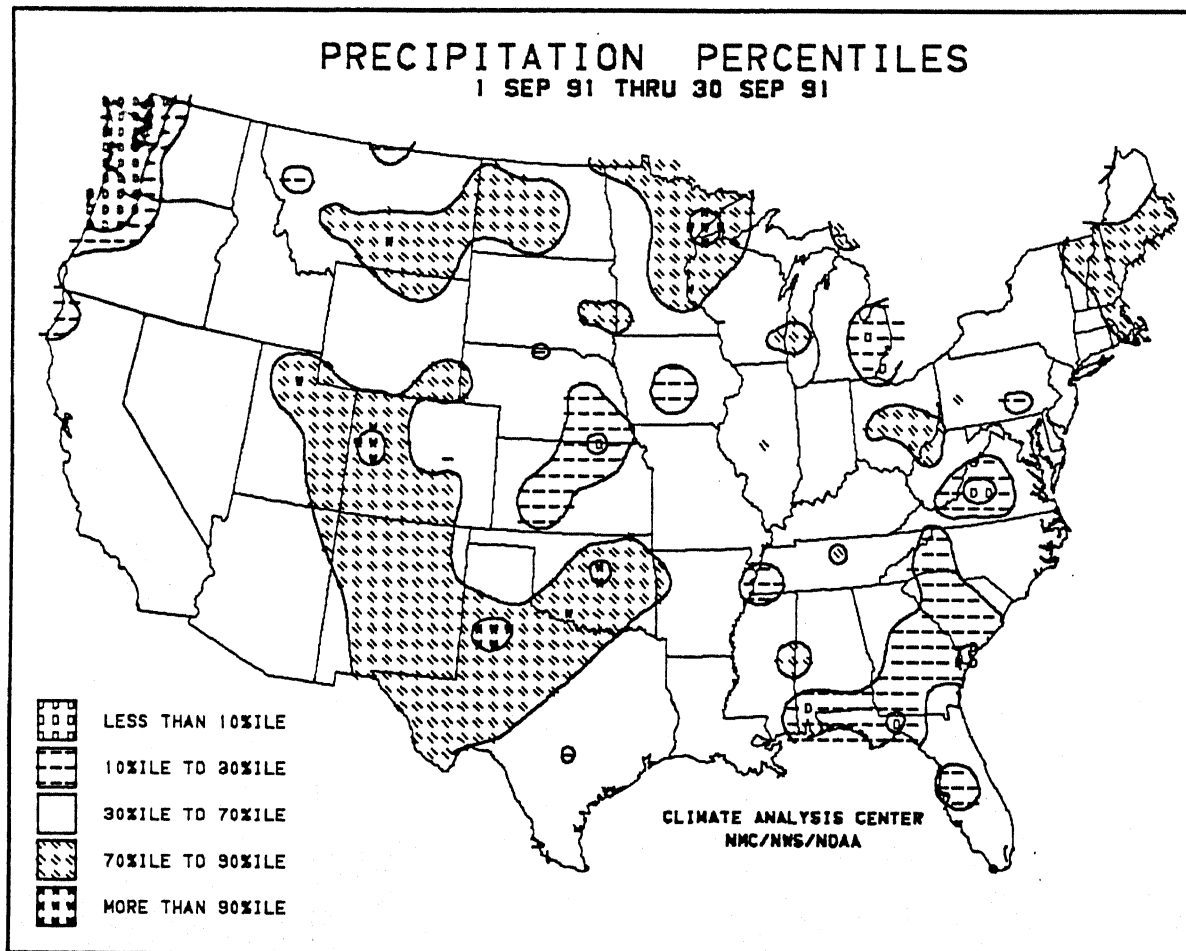 PRECIPITATION PERCENTILES
1 SEP 91 THRU 30 SEP 91
LESS THAN 10%ILE
10%ILE TO 30%ILE
30%ILE TO 70%ILE
70%ILE TO 90%ILE
MORE THAN 90%ILE
CLIMATE ANALYSIS CENTER
NMC/NWS/NOAA